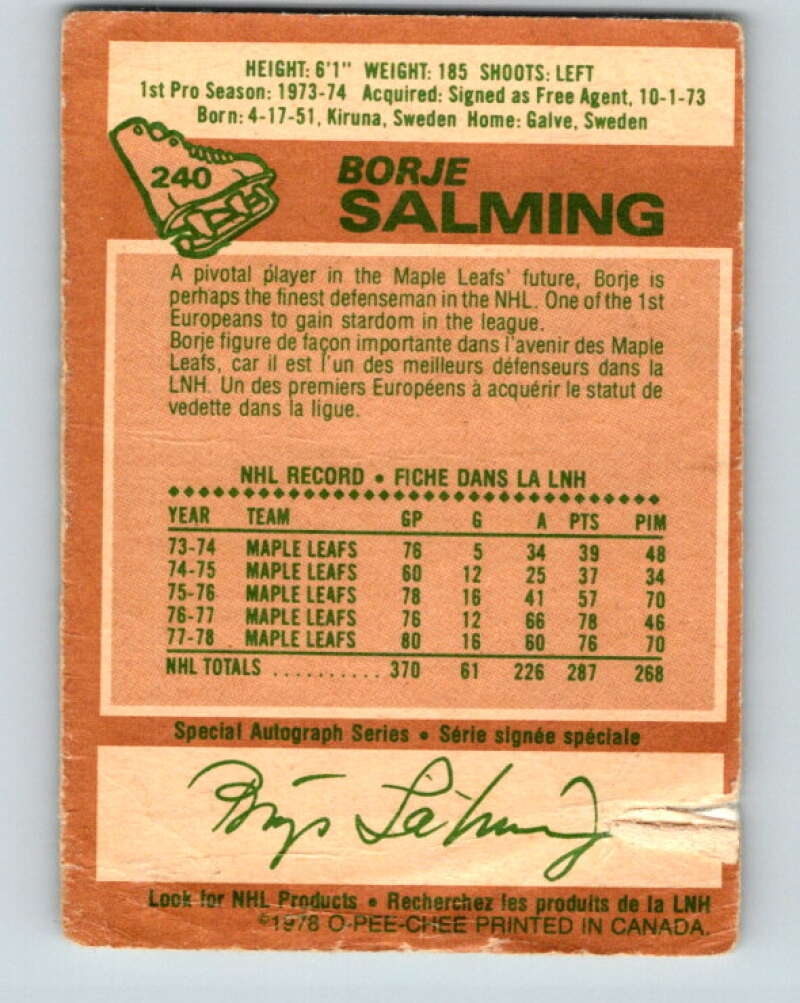 HEIGHT: 6'1" WEIGHT: 185 SHOOTS: LEFT
1st Pro Season: 1973-74 Acquired: Signed as Free Agent, 10-1-73
Born: 4-17-51, Kiruna, Sweden Home: Galve, Sweden
240
BORJE
SALMING
A pivotal player in the Maple Leafs' future, Borje is
perhaps the finest defenseman in the NHL. One of the 1st
Europeans to gain stardom in the league.
Borje figure de façon importante dans l'avenir des Maple
Leafs, car il est l'un des meilleurs défenseurs dans la
LNH. Un des premiers Européens à acquérir le statut de
vedette dans la ligue.
NHL RECORD • FICHE DANS LA LNH
YEAR TEAM GP G A PTS PIM
73-74 MAPLE LEAFS 76 5 34 39 48
74-75 MAPLE LEAFS 60 12 25 37 34
75-76 MAPLE LEAFS 78 16 41 57 70
76-77 MAPLE LEAFS 76 12 66 78 46
77-78 MAPLE LEAFS 80 16 60 76 70
NHL TOTALS .......... 370 61 226 287 268
Special Autograph Series • Série signée spéciale
Börje Salming
Look for NHL Products • Recherchez les produits de la LNH
©1978 O-PEE-CHEE PRINTED IN CANADA.